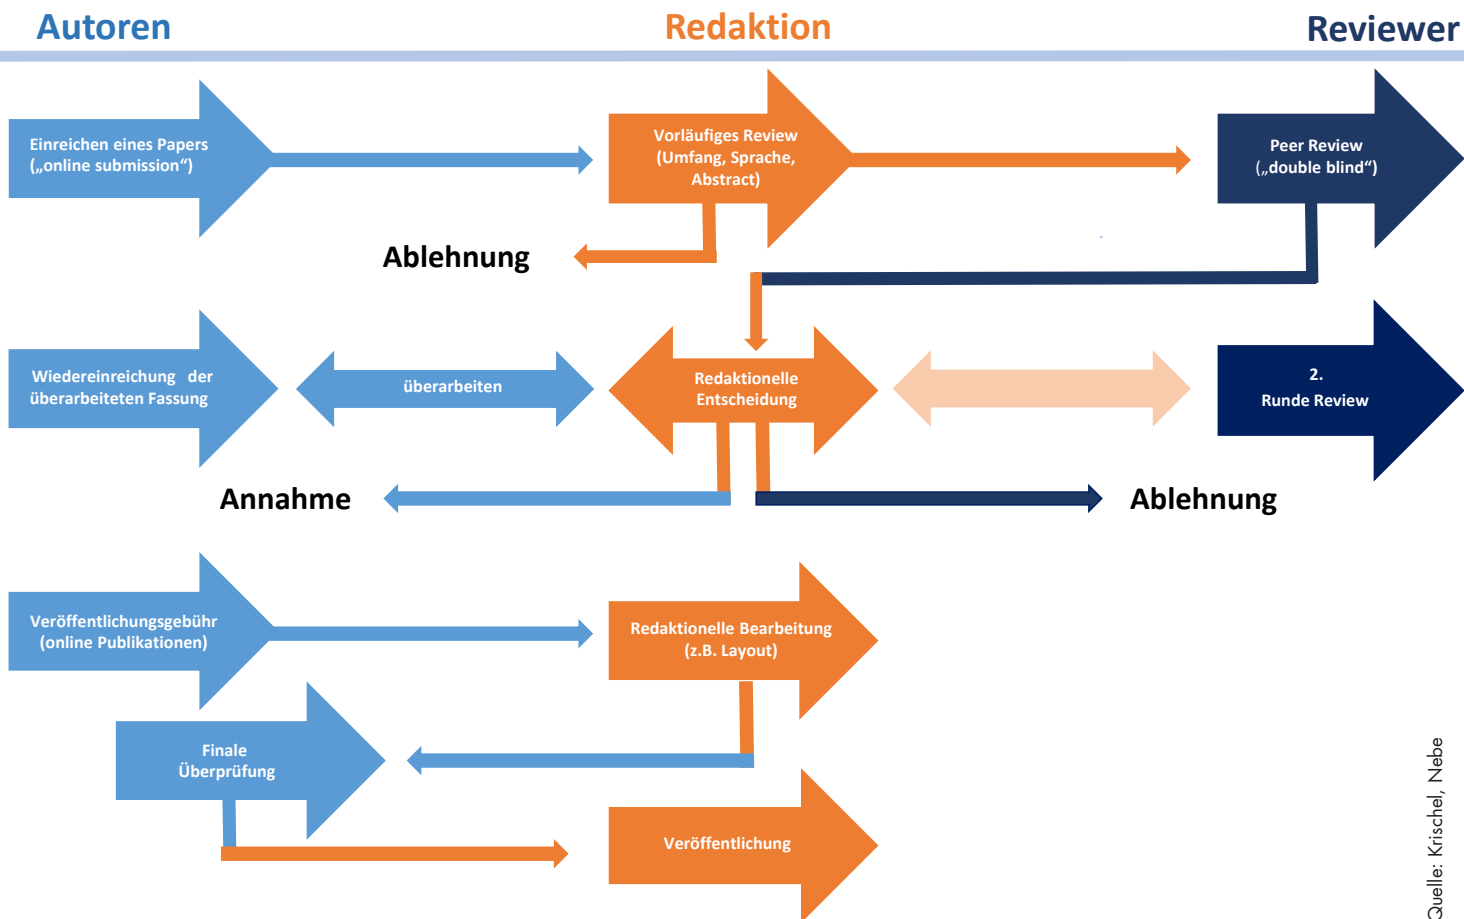 Autoren
Redaktion
Reviewer
Einreichen eines Papers
(„online submission“)
Vorläufiges Review
(Umfang, Sprache,
Abstract)
Peer Review
(„double blind“)
Ablehnung
Wiedereinreichung der
überarbeiteten Fassung
überarbeiten
Redaktionelle
Entscheidung
2.
Runde Review
Annahme
Ablehnung
Veröffentlichungsgebühr
(online Publikationen)
Redaktionelle Bearbeitung
(z.B. Layout)
Finale
Überprüfung
Veröffentlichung
Quelle: Krischel, Nebe